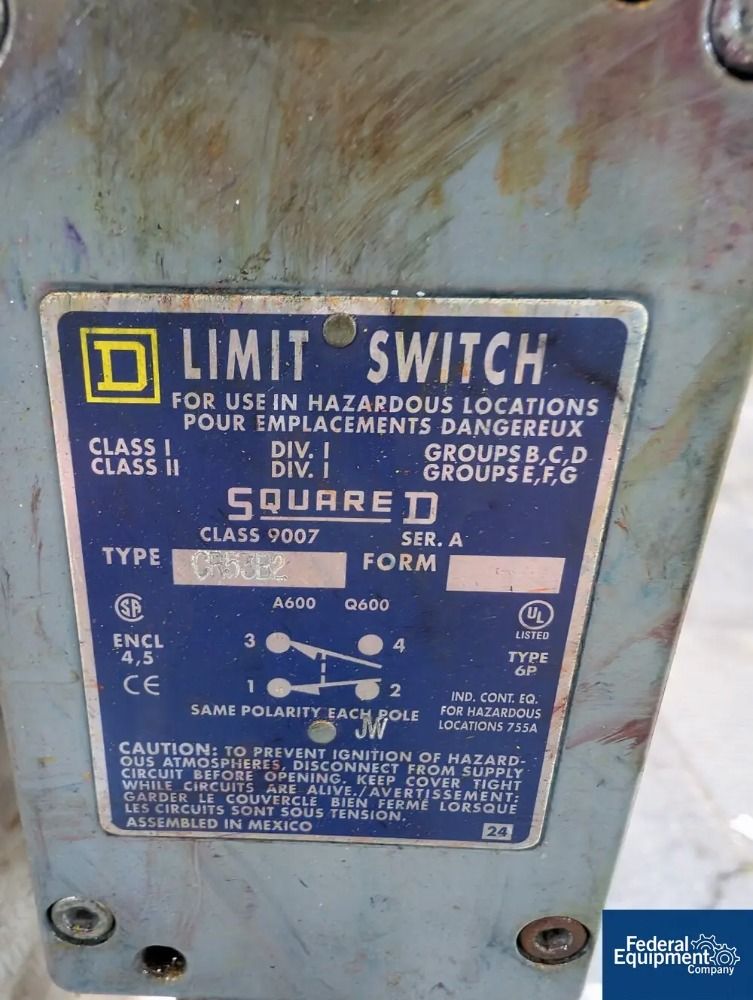 D LIMIT SWITCH
FOR USE IN HAZARDOUS LOCATIONS
POUR EMPLACEMENTS DANGEREUX
CLASS I DIV. I GROUPS B,C,D
CLASS II DIV. I GROUPS E,F,G
SQUARE D
CLASS 9007 SER. A
TYPE CR53B2 FORM
SA A600 Q600 UL
LISTED
ENCL 3 4 TYPE
4,5 6P
CE 1 2
SAME POLARITY EACH POLE
IND. CONT. EQ.
FOR HAZARDOUS
LOCATIONS 755A
JW
CAUTION: TO PREVENT IGNITION OF HAZARD-
OUS ATMOSPHERES, DISCONNECT FROM SUPPLY
CIRCUIT BEFORE OPENING. KEEP COVER TIGHT
WHILE CIRCUITS ARE ALIVE./AVERTISSEMENT:
GARDER LE COUVERCLE BIEN FERMÉ LORSQUE
LES CIRCUITS SONT SOUS TENSION.
ASSEMBLED IN MEXICO 24
Federal
Equipment
Company